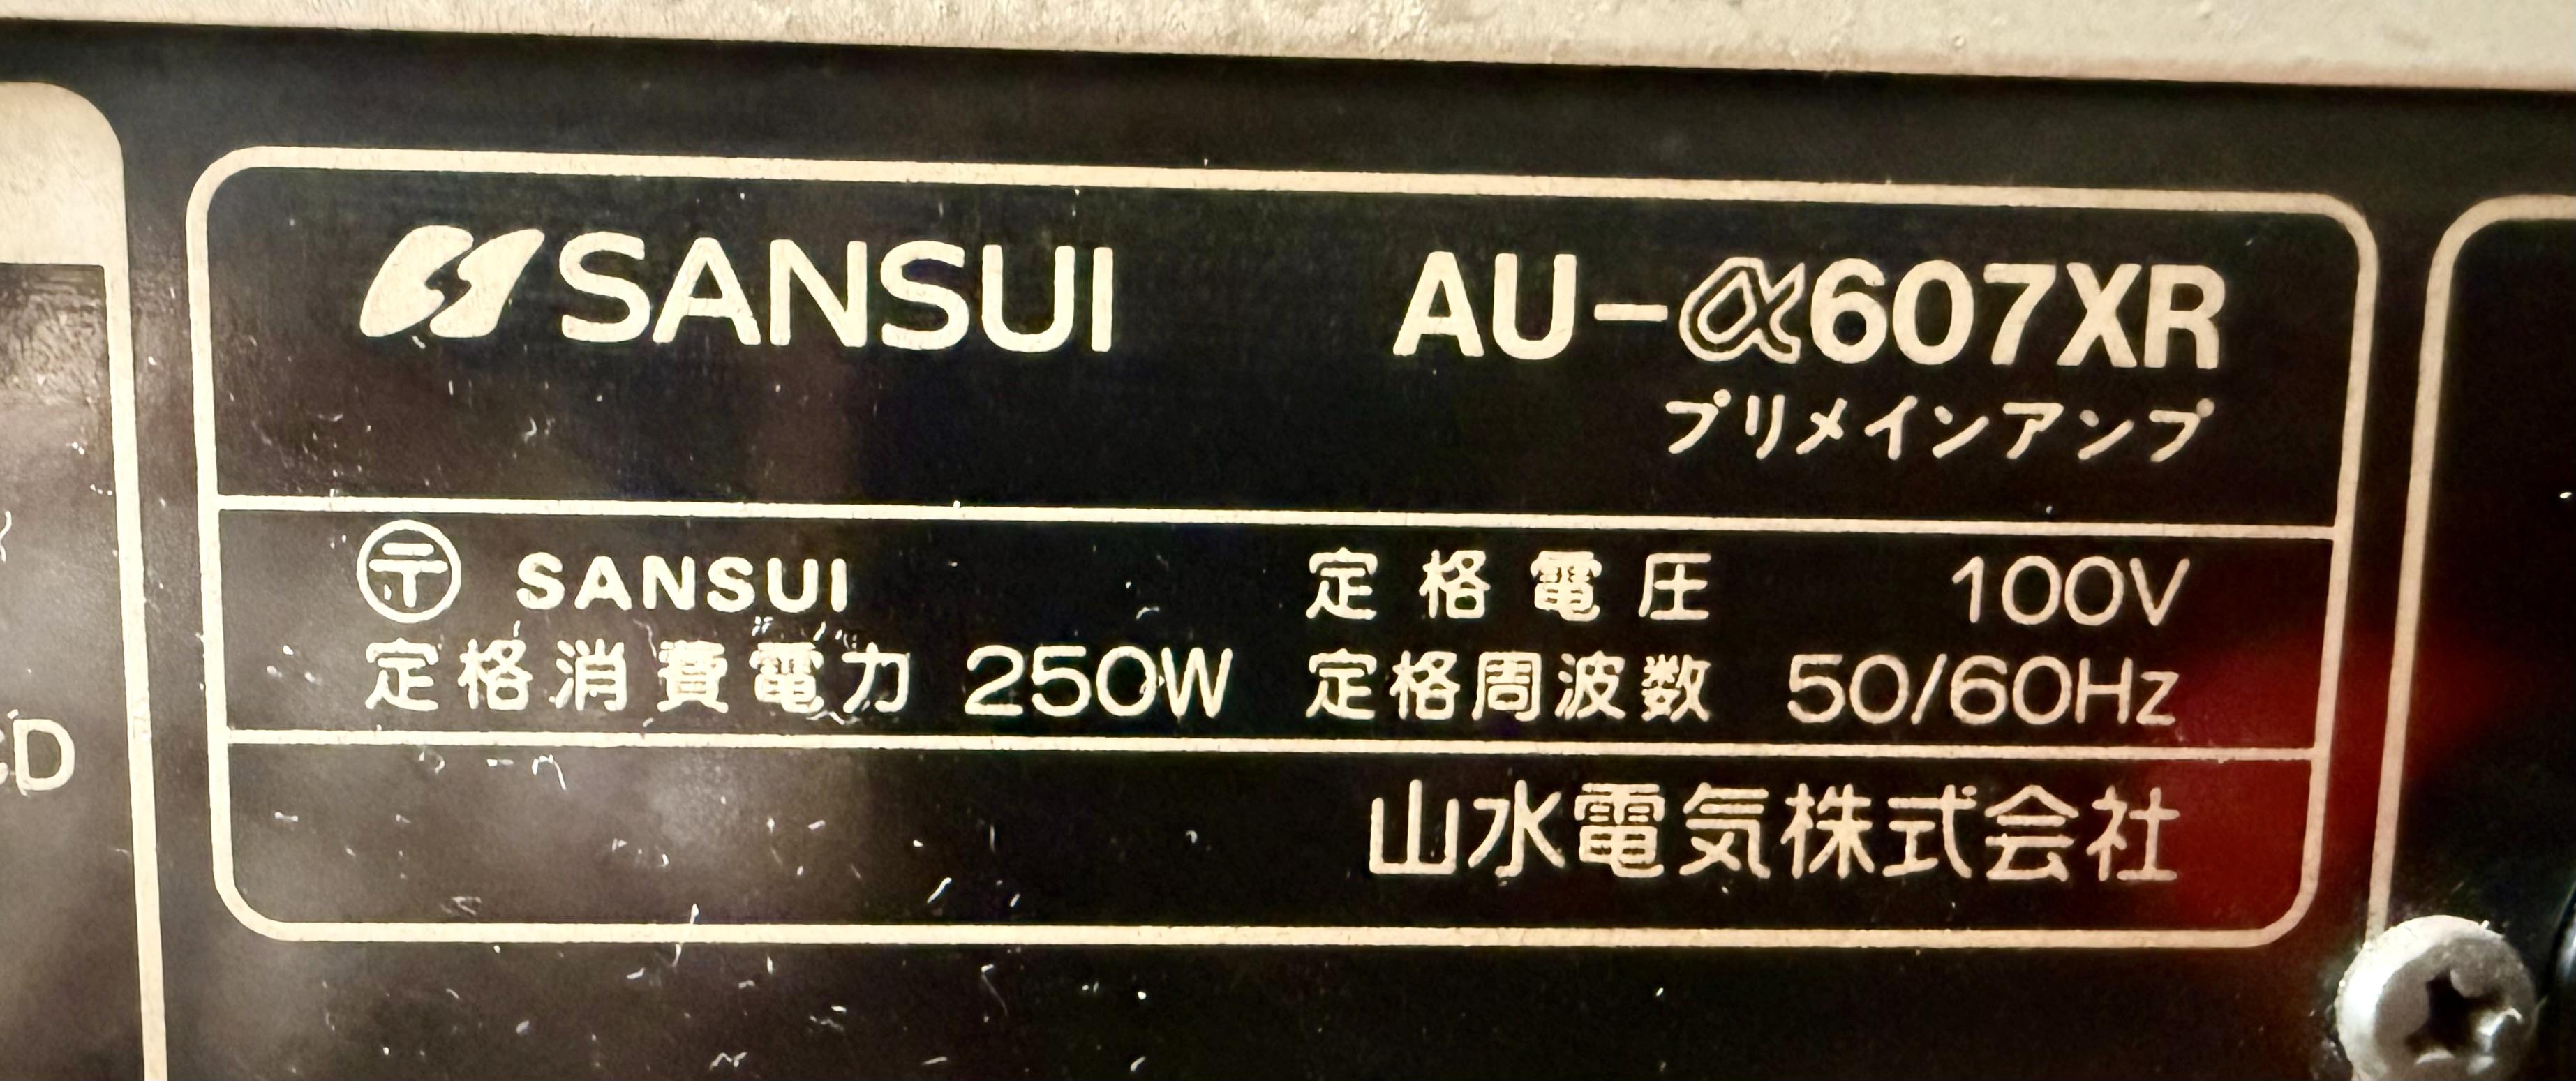 SANSUI AU-α607XR
プリメインアンプ
〒 SANSUI 定格電圧 100V
定格消費電力 250W 定格周波数 50/60Hz
山水電気株式会社
CD